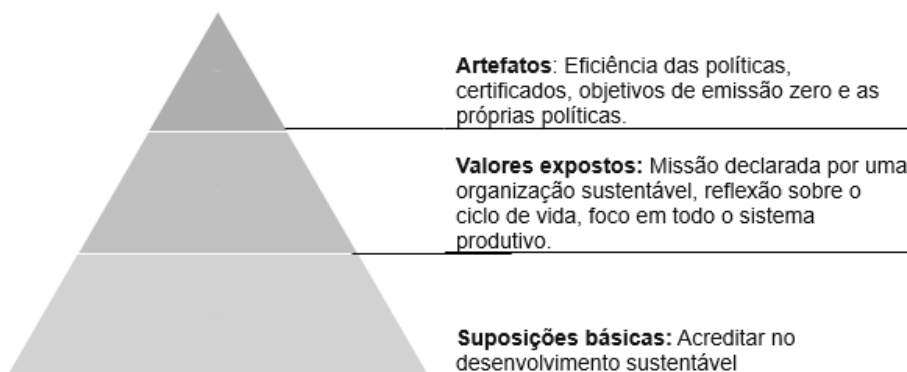 Artefatos: Eficiência das políticas,
certificados, objetivos de emissão zero e as
próprias políticas.
Valores expostos: Missão declarada por uma
organização sustentável, reflexão sobre o
ciclo de vida, foco em todo o sistema
produtivo.
Suposições básicas: Acreditar no
desenvolvimento sustentável